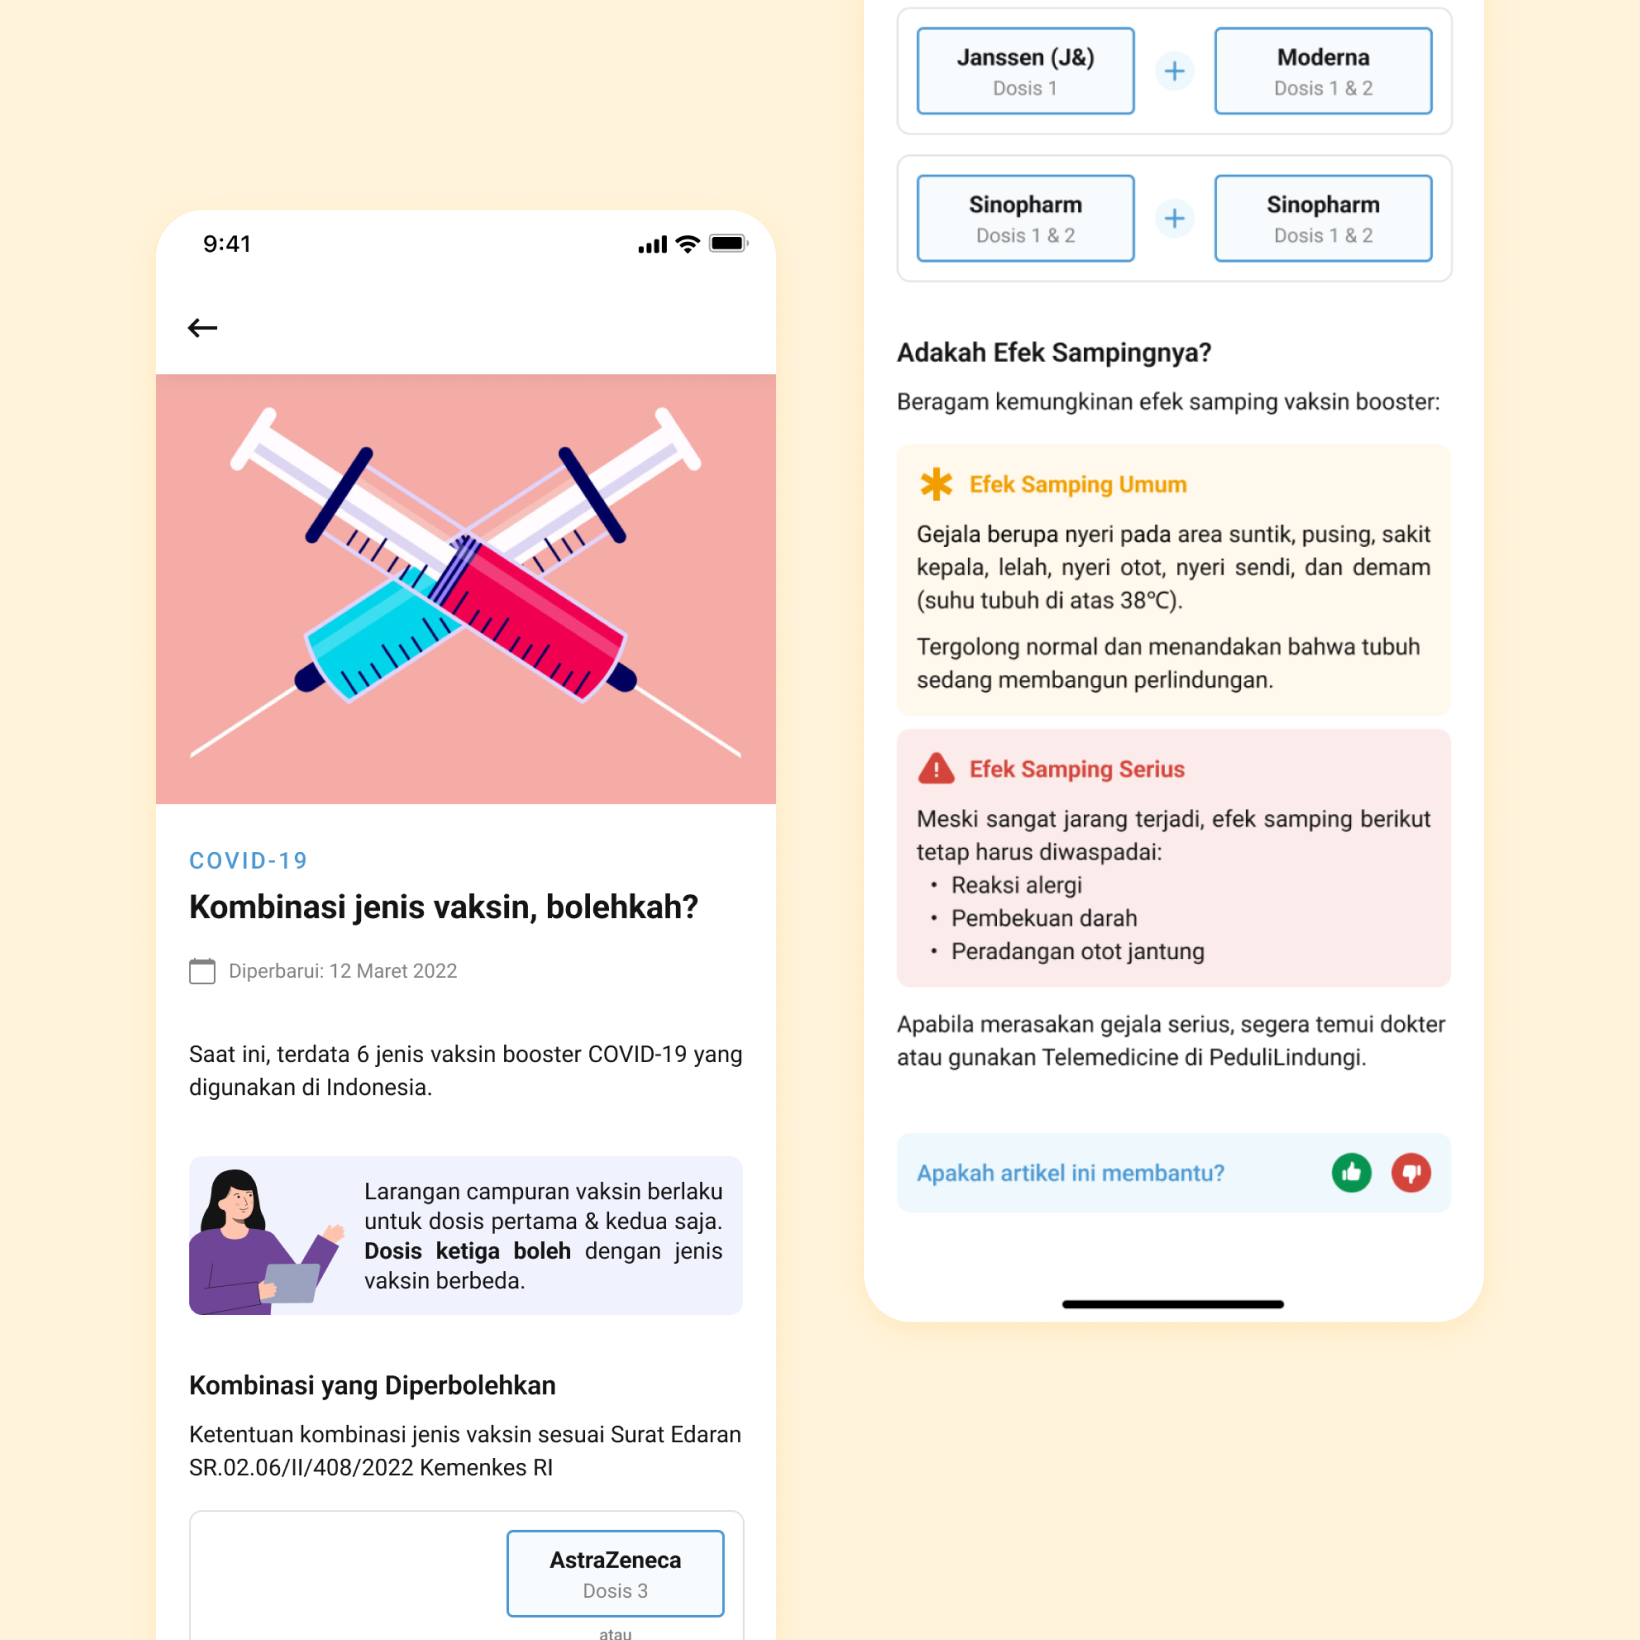 9:41
COVID-19
Kombinasi jenis vaksin, bolehkah?
Diperbarui: 12 Maret 2022
Saat ini, terdata 6 jenis vaksin booster COVID-19 yang
digunakan di Indonesia.
Larangan campuran vaksin berlaku
untuk dosis pertama & kedua saja.
Dosis ketiga boleh dengan jenis
vaksin berbeda.
Kombinasi yang Diperbolehkan
Ketentuan kombinasi jenis vaksin sesuai Surat Edaran
SR.02.06/II/408/2022 Kemenkes RI
AstraZeneca
Dosis 3
atau
Janssen (J&)
Dosis 1
Moderna
Dosis 1 & 2
Sinopharm
Dosis 1 & 2
Sinopharm
Dosis 1 & 2
Adakah Efek Sampingnya?
Beragam kemungkinan efek samping vaksin booster:
Efek Samping Umum
Gejala berupa nyeri pada area suntik, pusing, sakit
kepala, lelah, nyeri otot, nyeri sendi, dan demam
(suhu tubuh di atas 38℃).
Tergolong normal dan menandakan bahwa tubuh
sedang membangun perlindungan.
Efek Samping Serius
Meski sangat jarang terjadi, efek samping berikut
tetap harus diwaspadai:
• Reaksi alergi
• Pembekuan darah
• Peradangan otot jantung
Apabila merasakan gejala serius, segera temui dokter
atau gunakan Telemedicine di PeduliLindungi.
Apakah artikel ini membantu?